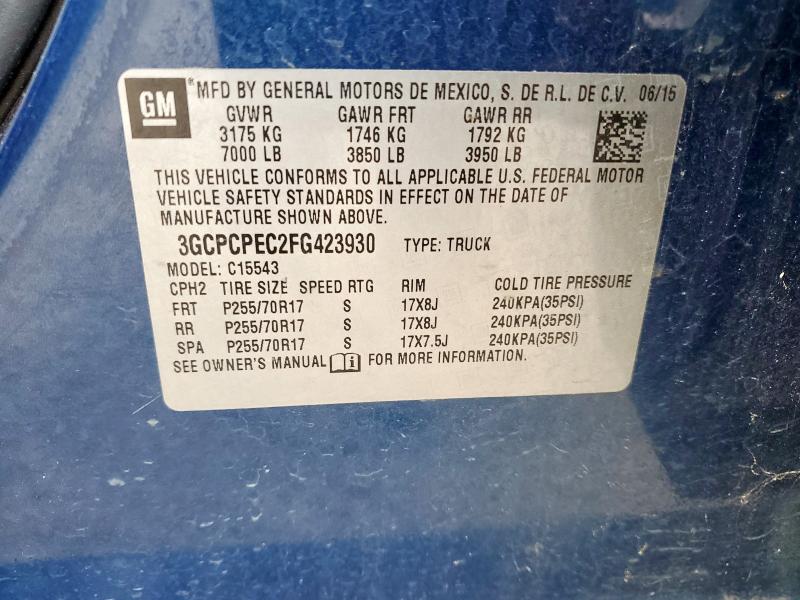 GM
® MFD BY GENERAL MOTORS DE MEXICO, S. DE R.L. DE C.V. 06/15
GVWR GAWR FRT GAWR RR
3175 KG 1746 KG 1792 KG
7000 LB 3850 LB 3950 LB
THIS VEHICLE CONFORMS TO ALL APPLICABLE U.S. FEDERAL MOTOR
VEHICLE SAFETY STANDARDS IN EFFECT ON THE DATE OF
MANUFACTURE SHOWN ABOVE.
3GCPCPEC2FG423930 TYPE: TRUCK
MODEL: C15543
CPH2 TIRE SIZE SPEED RTG RIM COLD TIRE PRESSURE
FRT P255/70R17 S 17X8J 240KPA(35PSI)
RR P255/70R17 S 17X8J 240KPA(35PSI)
SPA P255/70R17 S 17X7.5J 240KPA(35PSI)
SEE OWNER'S MANUAL i FOR MORE INFORMATION.